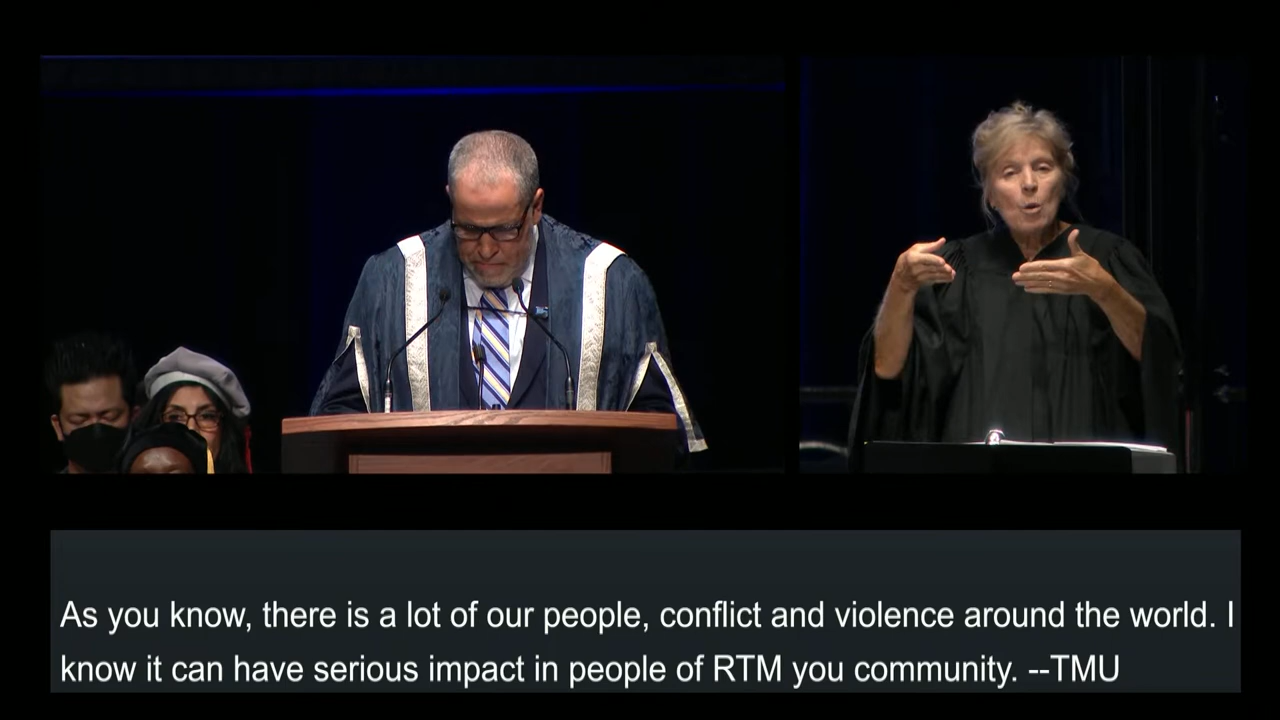 As you know, there is a lot of our people, conflict and violence around the world. I
know it can have serious impact in people of RTM you community. --TMU